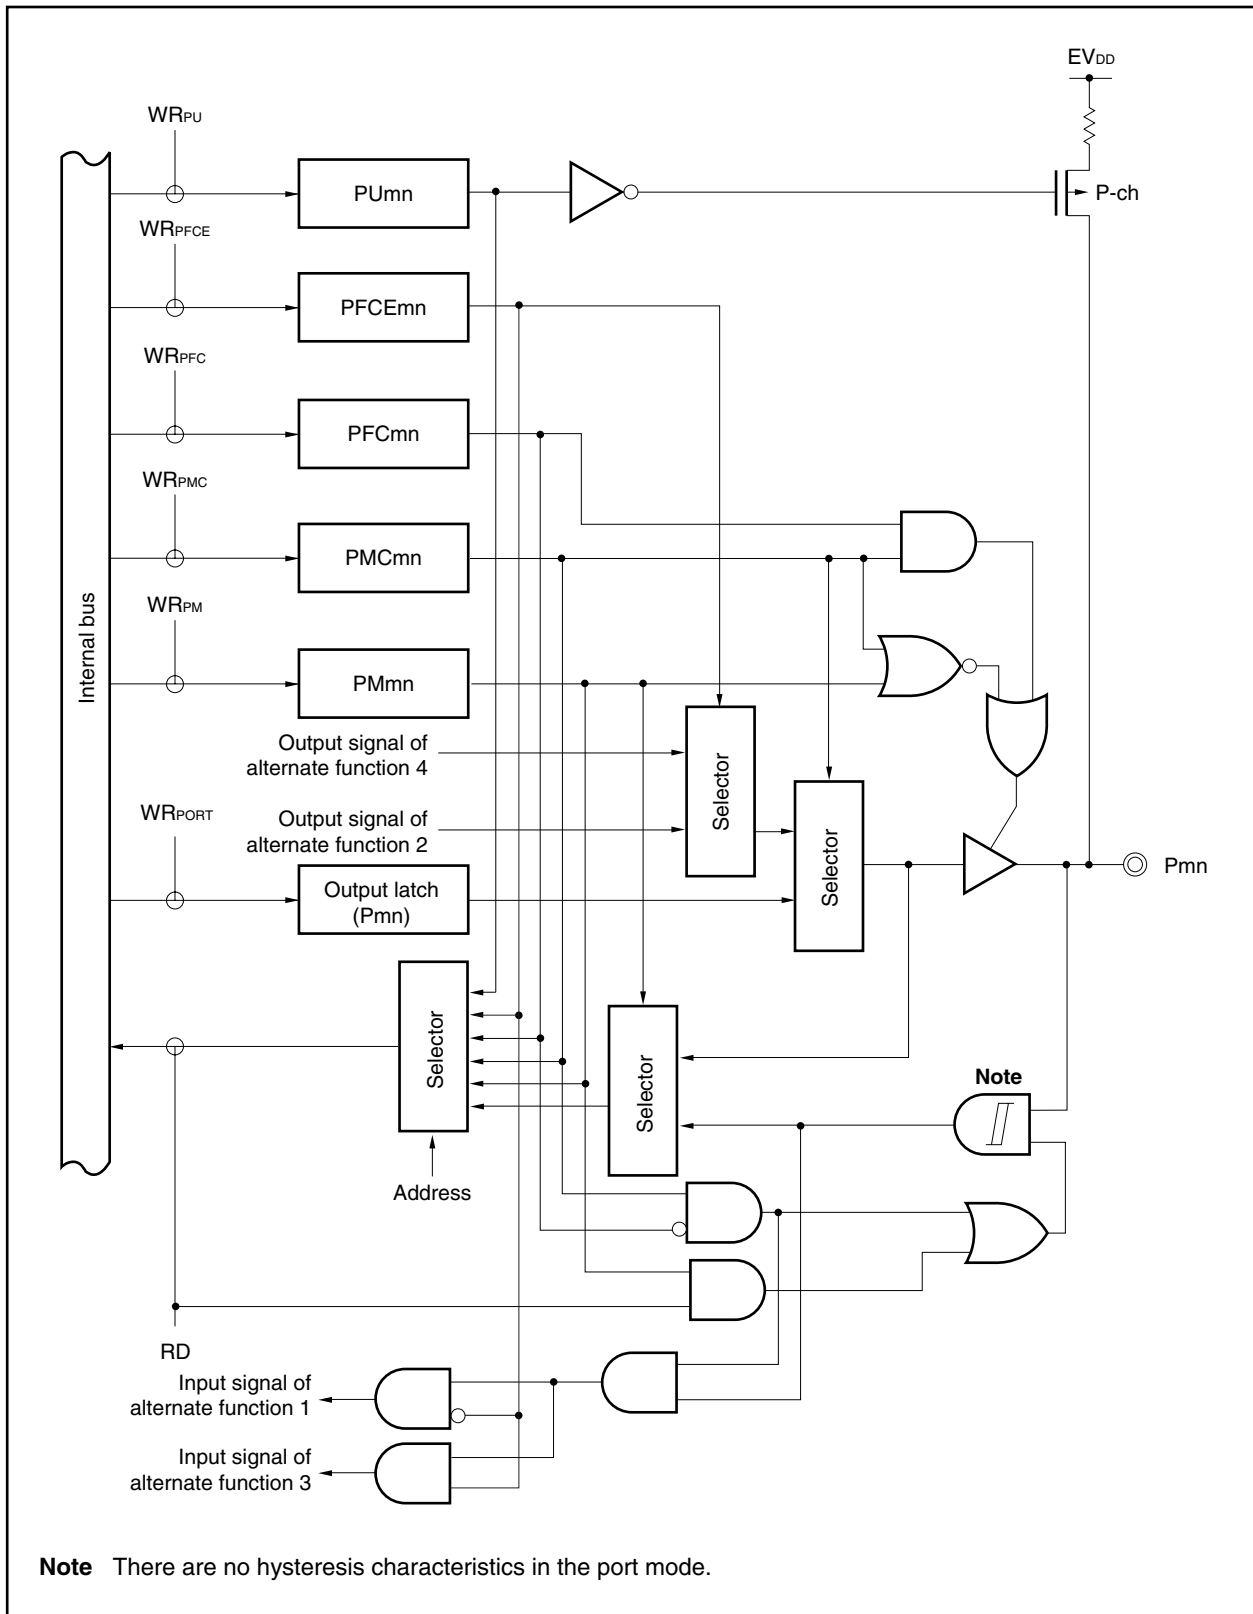 EVDD
WRPU
PUmn
P-ch
WRPFCE
PFCEmn
WRPFC
PFCmn
WRPMC
PMCmn
WRPM
PMmn
Internal bus
Output signal of
alternate function 4
Selector
WRPORT
Output signal of
alternate function 2
Selector
Pmn
Output latch
(Pmn)
Selector
Selector
Note
Address
RD
Input signal of
alternate function 1
Input signal of
alternate function 3
Note There are no hysteresis characteristics in the port mode.